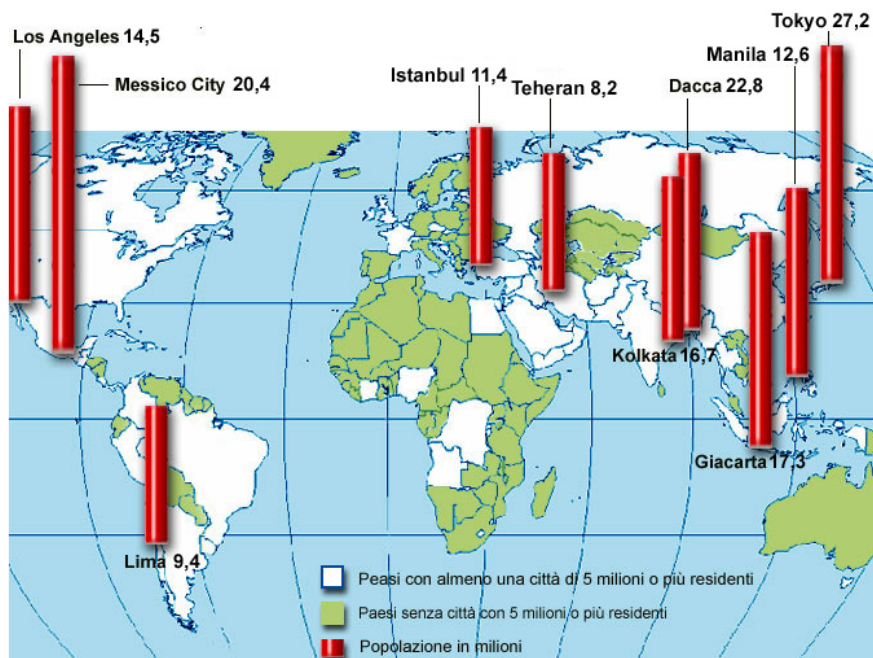 Tokyo 27,2
Los Angeles 14,5
Manila 12,6
Messico City 20,4
Istanbul 11,4
Teheran 8,2
Dacca 22,8
Kolkata 16,7
Giacarta 17,3
Lima 9,4
Peasi con almeno una città di 5 milioni o più residenti
Paesi senza città con 5 milioni o più residenti
Popolazione in milioni